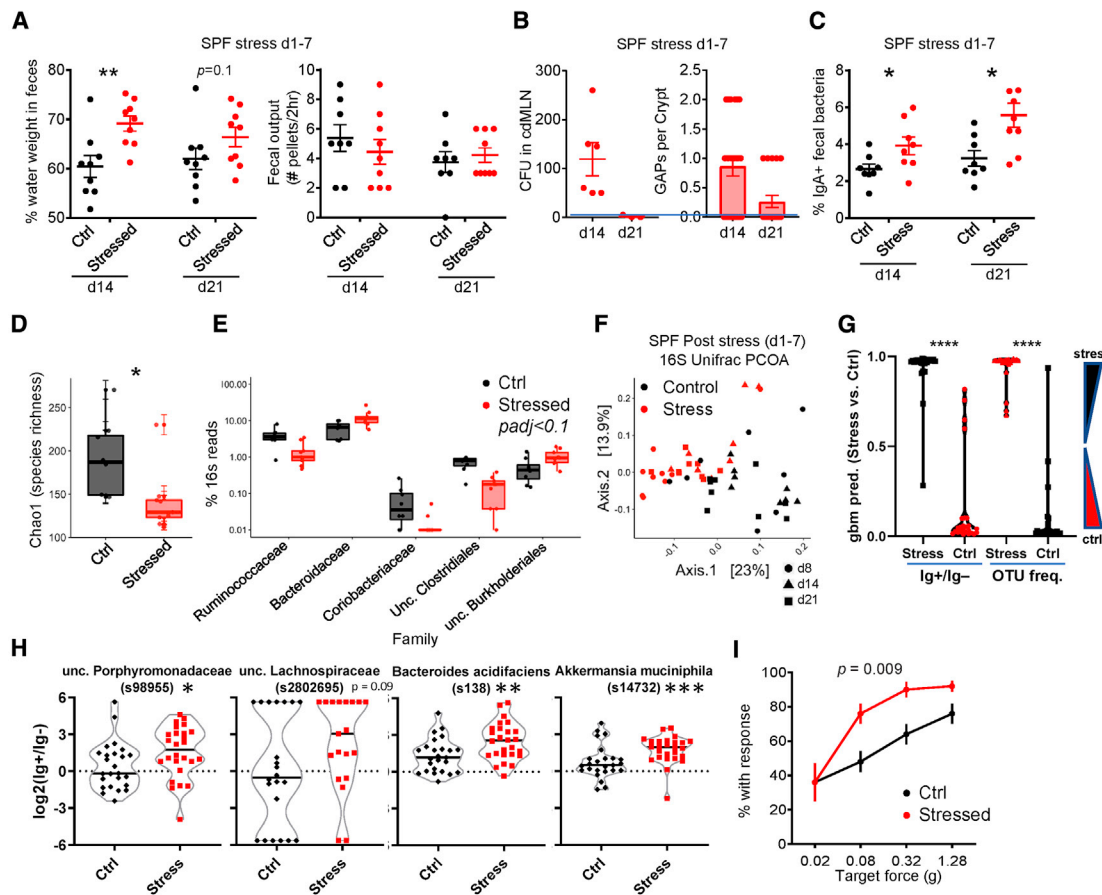 A
SPF stress d1-7
% water weight in feces
80
70
60
50
**
p=0.1
Ctrl
Stressed
Ctrl
Stressed
d14
d21
Fecal output
(# pellets/2hr)
10
8
6
4
2
0
Ctrl
Stressed
Ctrl
Stressed
d14
d21
B
SPF stress d1-7
CFU in cdMLN
300
200
100
0
d14
d21
GAPs per Crypt
2.5
2.0
1.5
1.0
0.5
0.0
d14
d21
C
SPF stress d1-7
% IgA+ fecal bacteria
8
6
4
2
0
*
*
Ctrl
Stress
Ctrl
Stress
d14
d21
D
Chao1 (species richness)
300
250
200
150
100
*
Ctrl
Stressed
E
% 16s reads
100.00
10.00
1.00
0.10
0.01
Ctrl
Stressed
padj<0.1
Ruminococcaceae
Bacteroidaceae
Coriobacteriaceae
Unc. Clostridiales
unc. Burkholderiales
Family
F
SPF Post stress (d1-7)
16S Unifrac PCOA
Control
Stress
Axis.2 [13.9%]
0.2
0.1
0.0
-0.1
-0.1
0.0
0.1
0.2
Axis.1 [23%]
d8
d14
d21
G
gbm pred. (Stress vs. Ctrl)
1.0
0.5
0.0
****
****
Stress
Ctrl
Stress
Ctrl
Ig+/Ig–
OTU freq.
stress
ctrl
H
log2(Ig+/Ig-)
6
3
0
-3
-6
unc. Porphyromonadaceae
(s98955) *
Ctrl
Stress
unc. Lachnospiraceae
(s2802695) p = 0.09
Ctrl
Stress
Bacteroides acidifaciens
(s138) **
Ctrl
Stress
Akkermansia muciniphila
(s14732) ***
Ctrl
Stress
I
p = 0.009
% with response
100
80
60
40
20
0
Ctrl
Stressed
0.02
0.08
0.32
1.28
Target force (g)